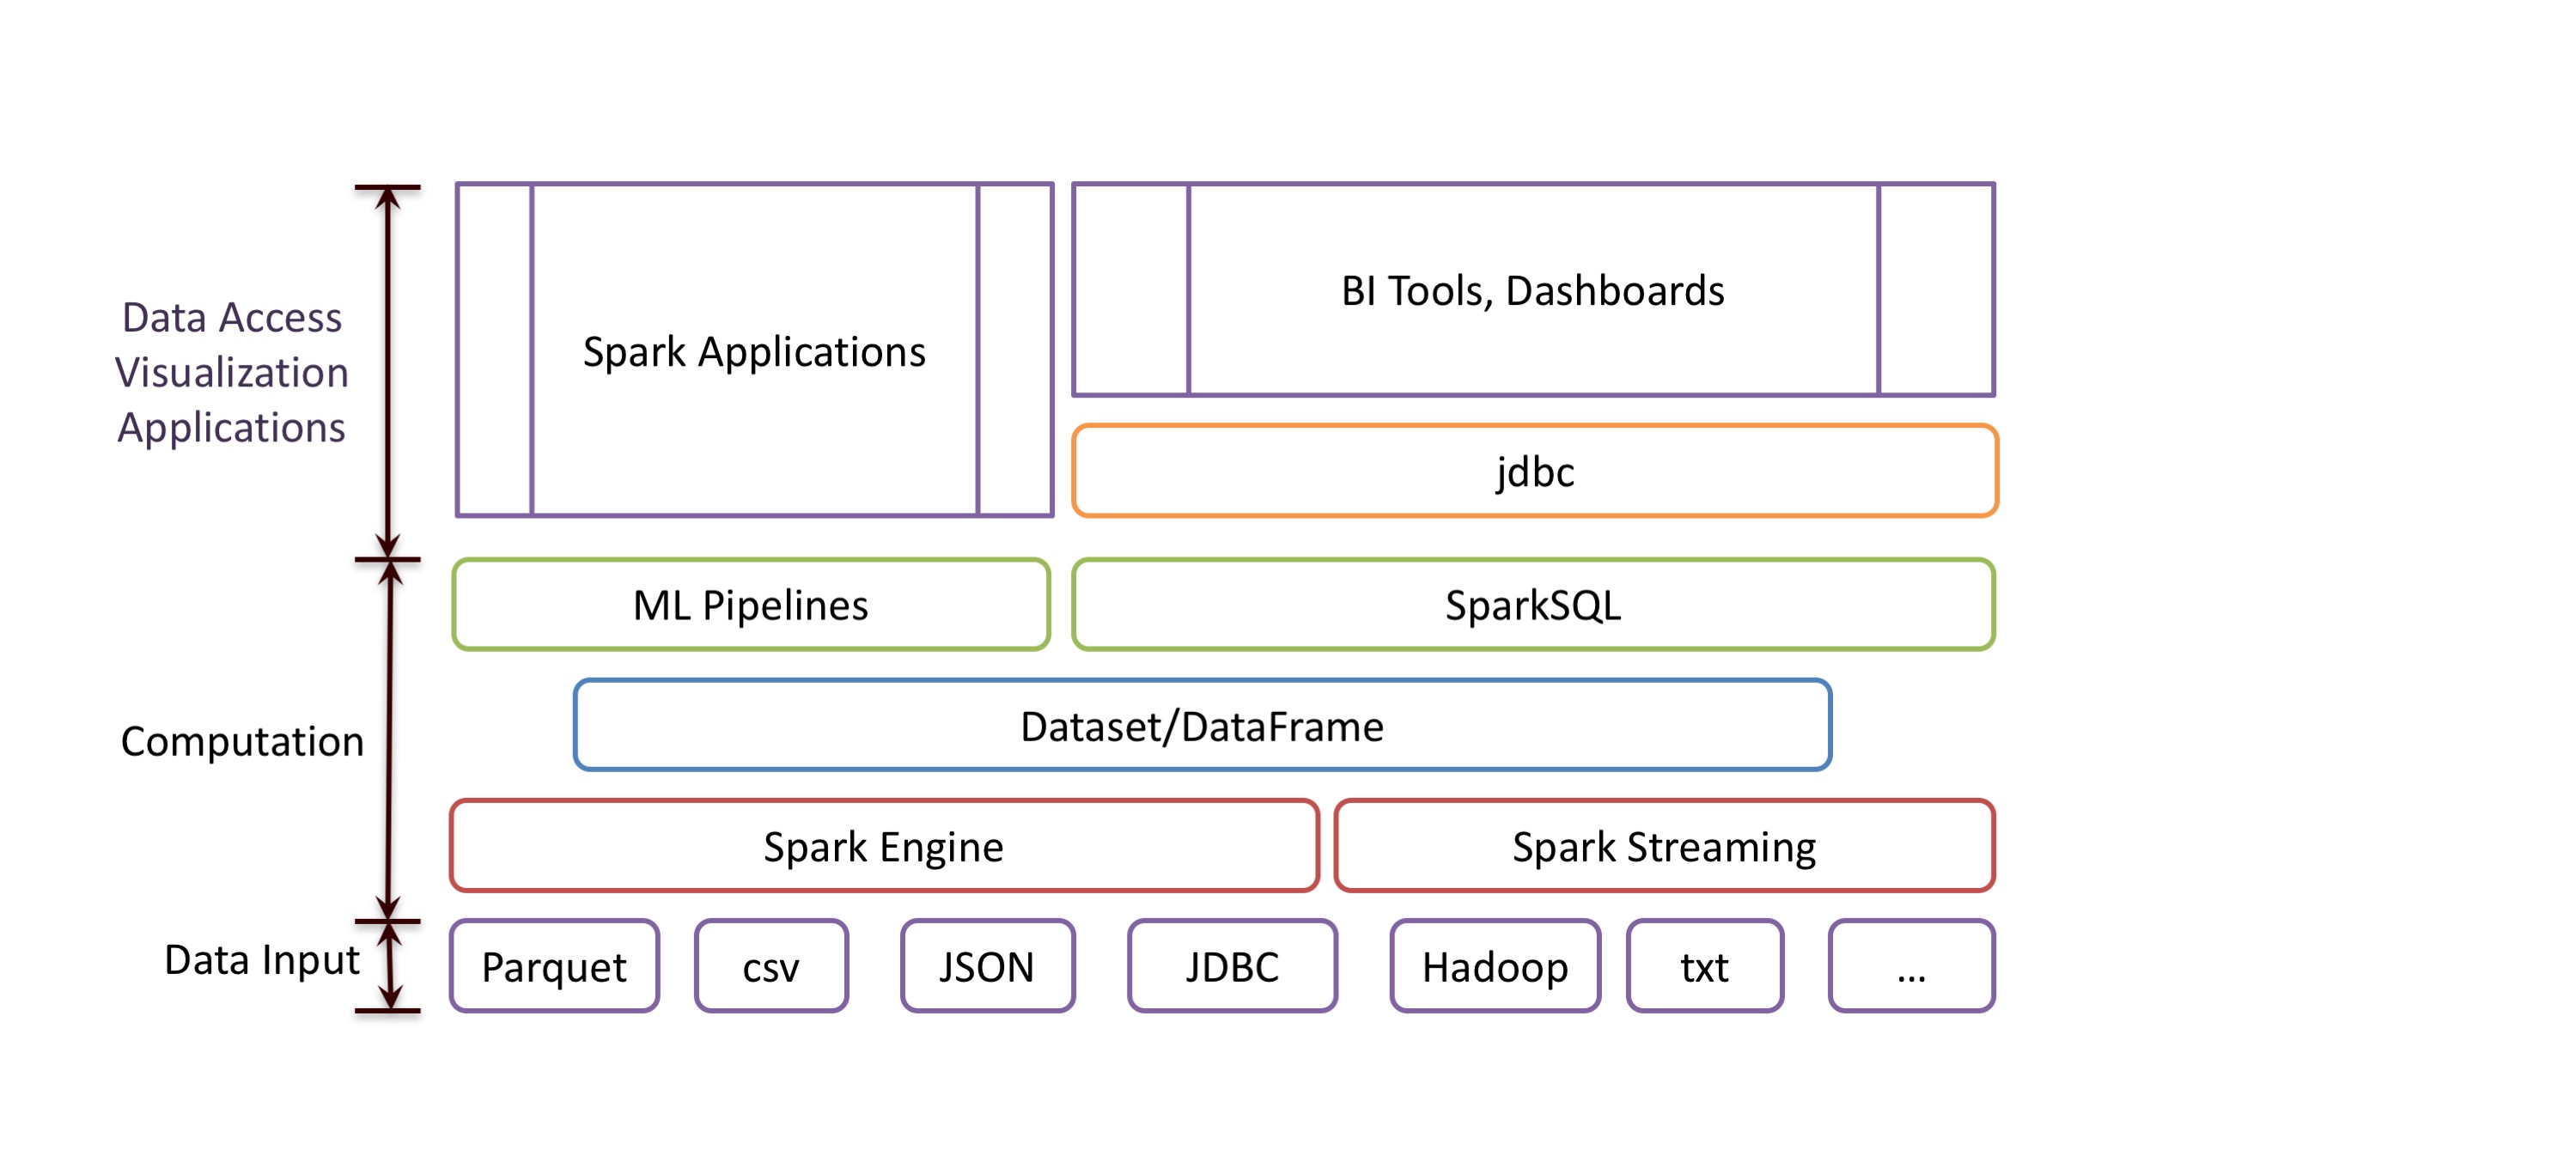 Data Access
Visualization
Applications
Spark Applications
BI Tools, Dashboards
jdbc
Computation
ML Pipelines
SparkSQL
Dataset/DataFrame
Spark Engine
Spark Streaming
Data Input
Parquet
csv
JSON
JDBC
Hadoop
txt
...